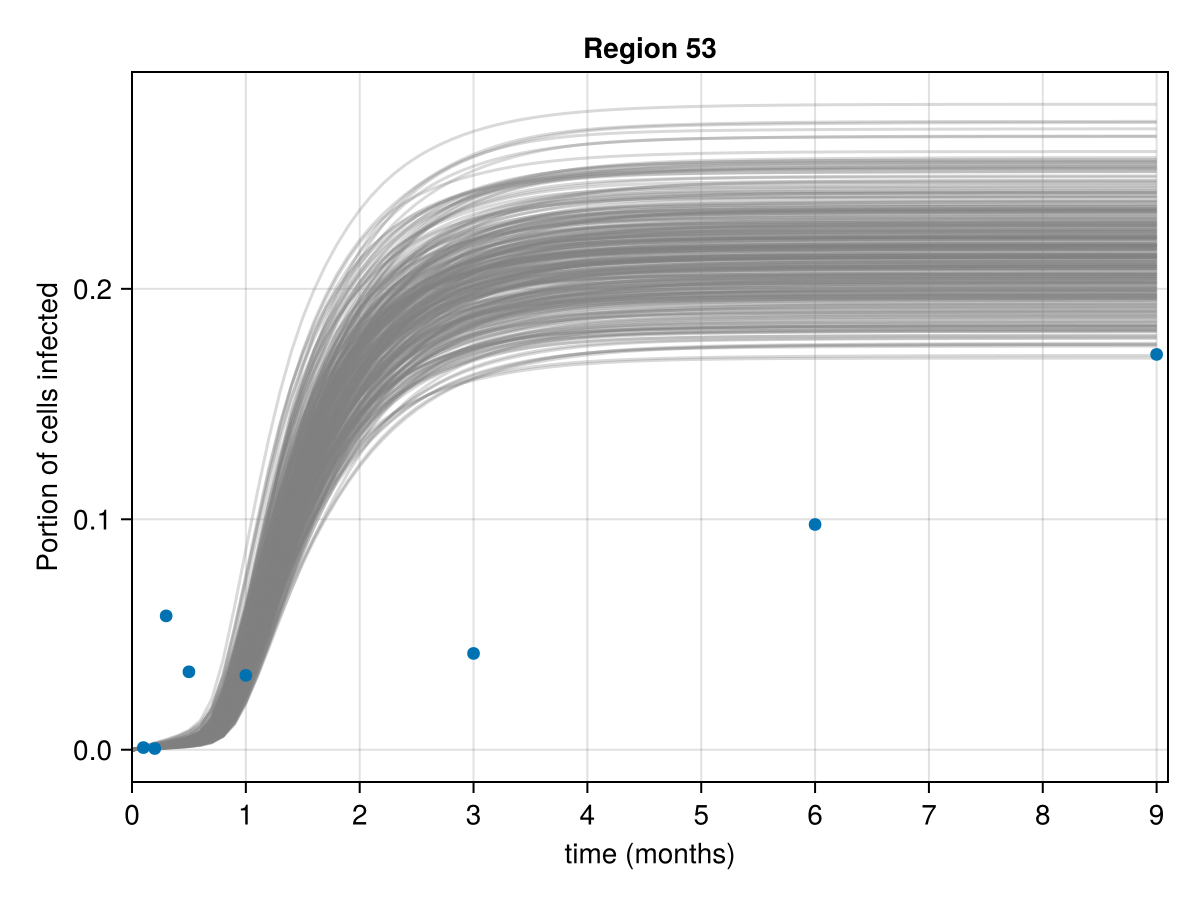 Region 53
Portion of cells infected
0.2
0.1
0.0
0 1 2 3 4 5 6 7 8 9
time (months)